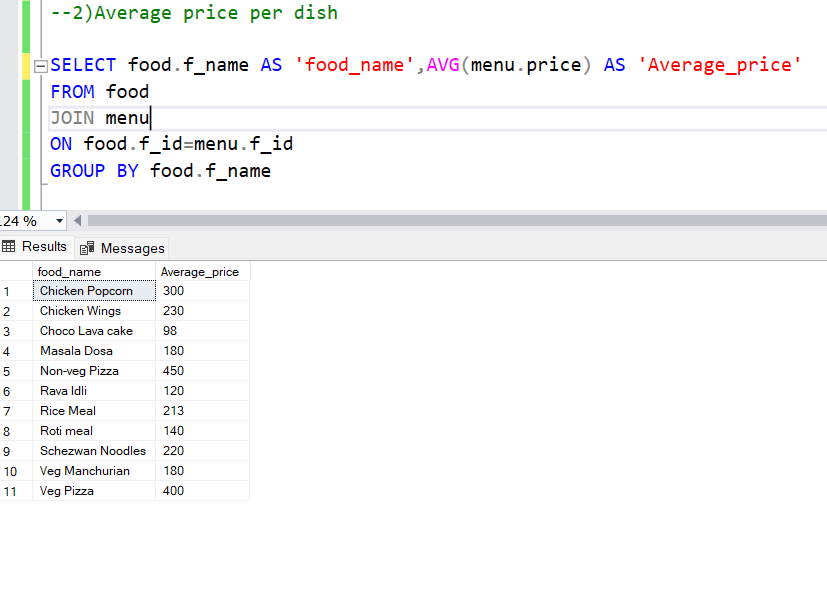 --2)Average price per dish
SELECT food.f_name AS 'food_name',AVG(menu.price) AS 'Average_price'
FROM food
JOIN menu
ON food.f_id=menu.f_id
GROUP BY food.f_name
124 %
Results Messages
food_name Average_price
1 Chicken Popcorn 300
2 Chicken Wings 230
3 Choco Lava cake 98
4 Masala Dosa 180
5 Non-veg Pizza 450
6 Rava Idli 120
7 Rice Meal 213
8 Roti meal 140
9 Schezwan Noodles 220
10 Veg Manchurian 180
11 Veg Pizza 400